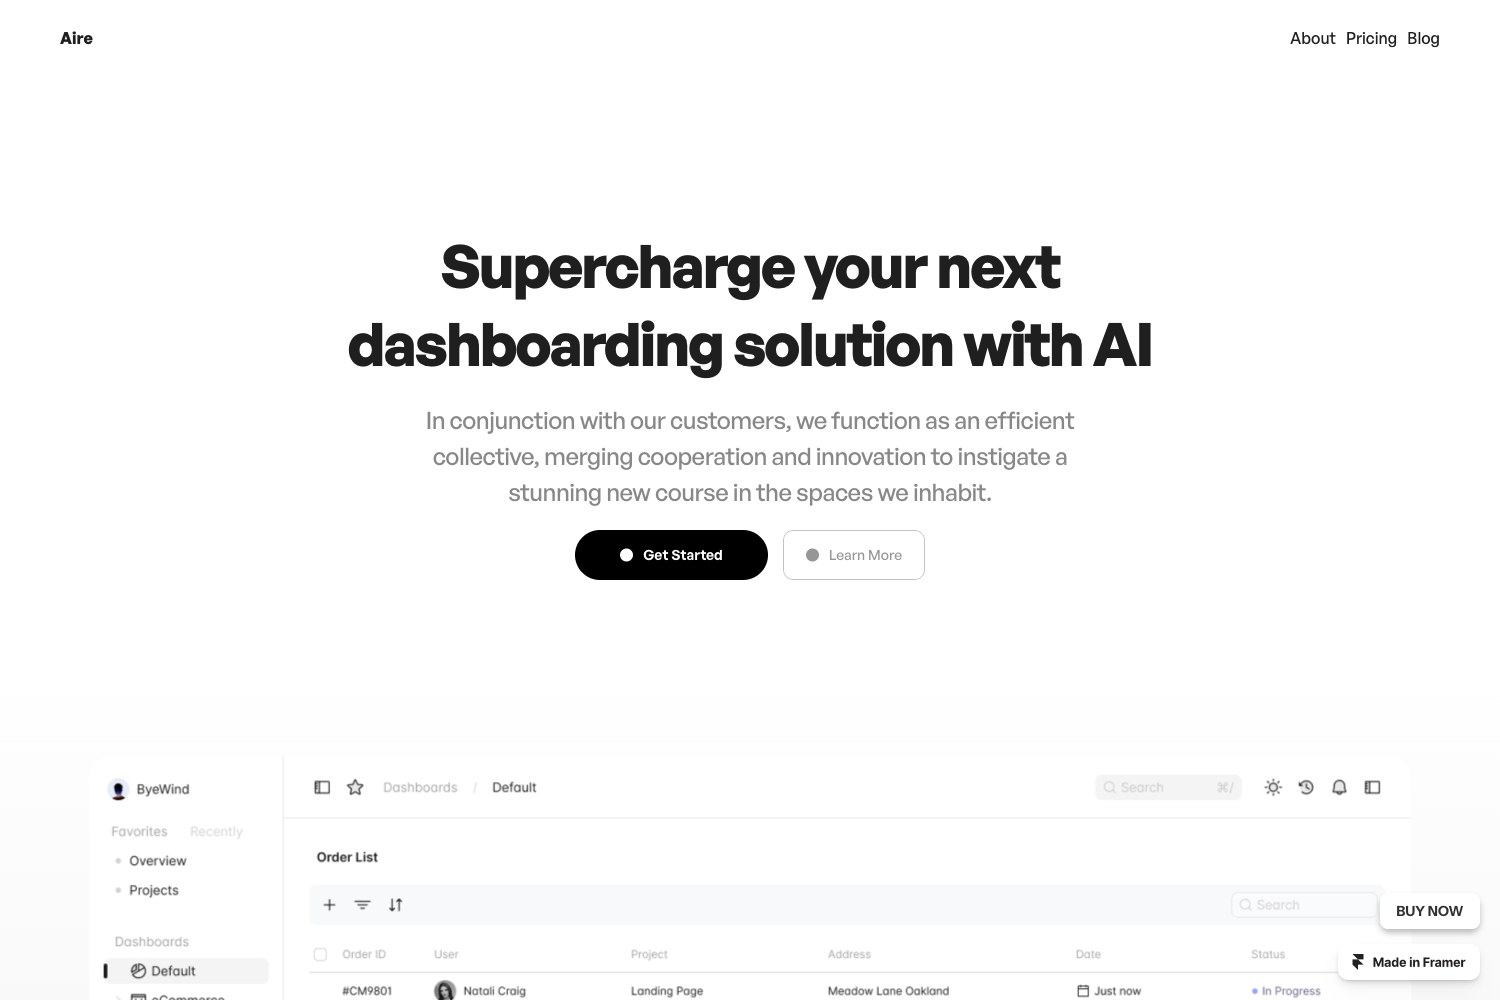 Aire
About Pricing Blog
Supercharge your next
dashboarding solution with AI
In conjunction with our customers, we function as an efficient
collective, merging cooperation and innovation to instigate a
stunning new course in the spaces we inhabit.
Get Started
Learn More
ByeWind
Dashboards / Default
Search ⌘/
Favorites Recently
Overview
Projects
Order List
Search
BUY NOW
Dashboards
Default
eCommerce
Order ID User Project Address Date Status
#CM9801 Natali Craig Landing Page Meadow Lane Oakland Just now In Progress
Made in Framer